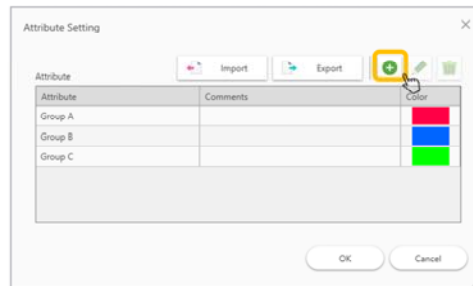 Attribute Setting
Import Export
Attribute
Attribute Comments Color
Group A
Group B
Group C
OK Cancel